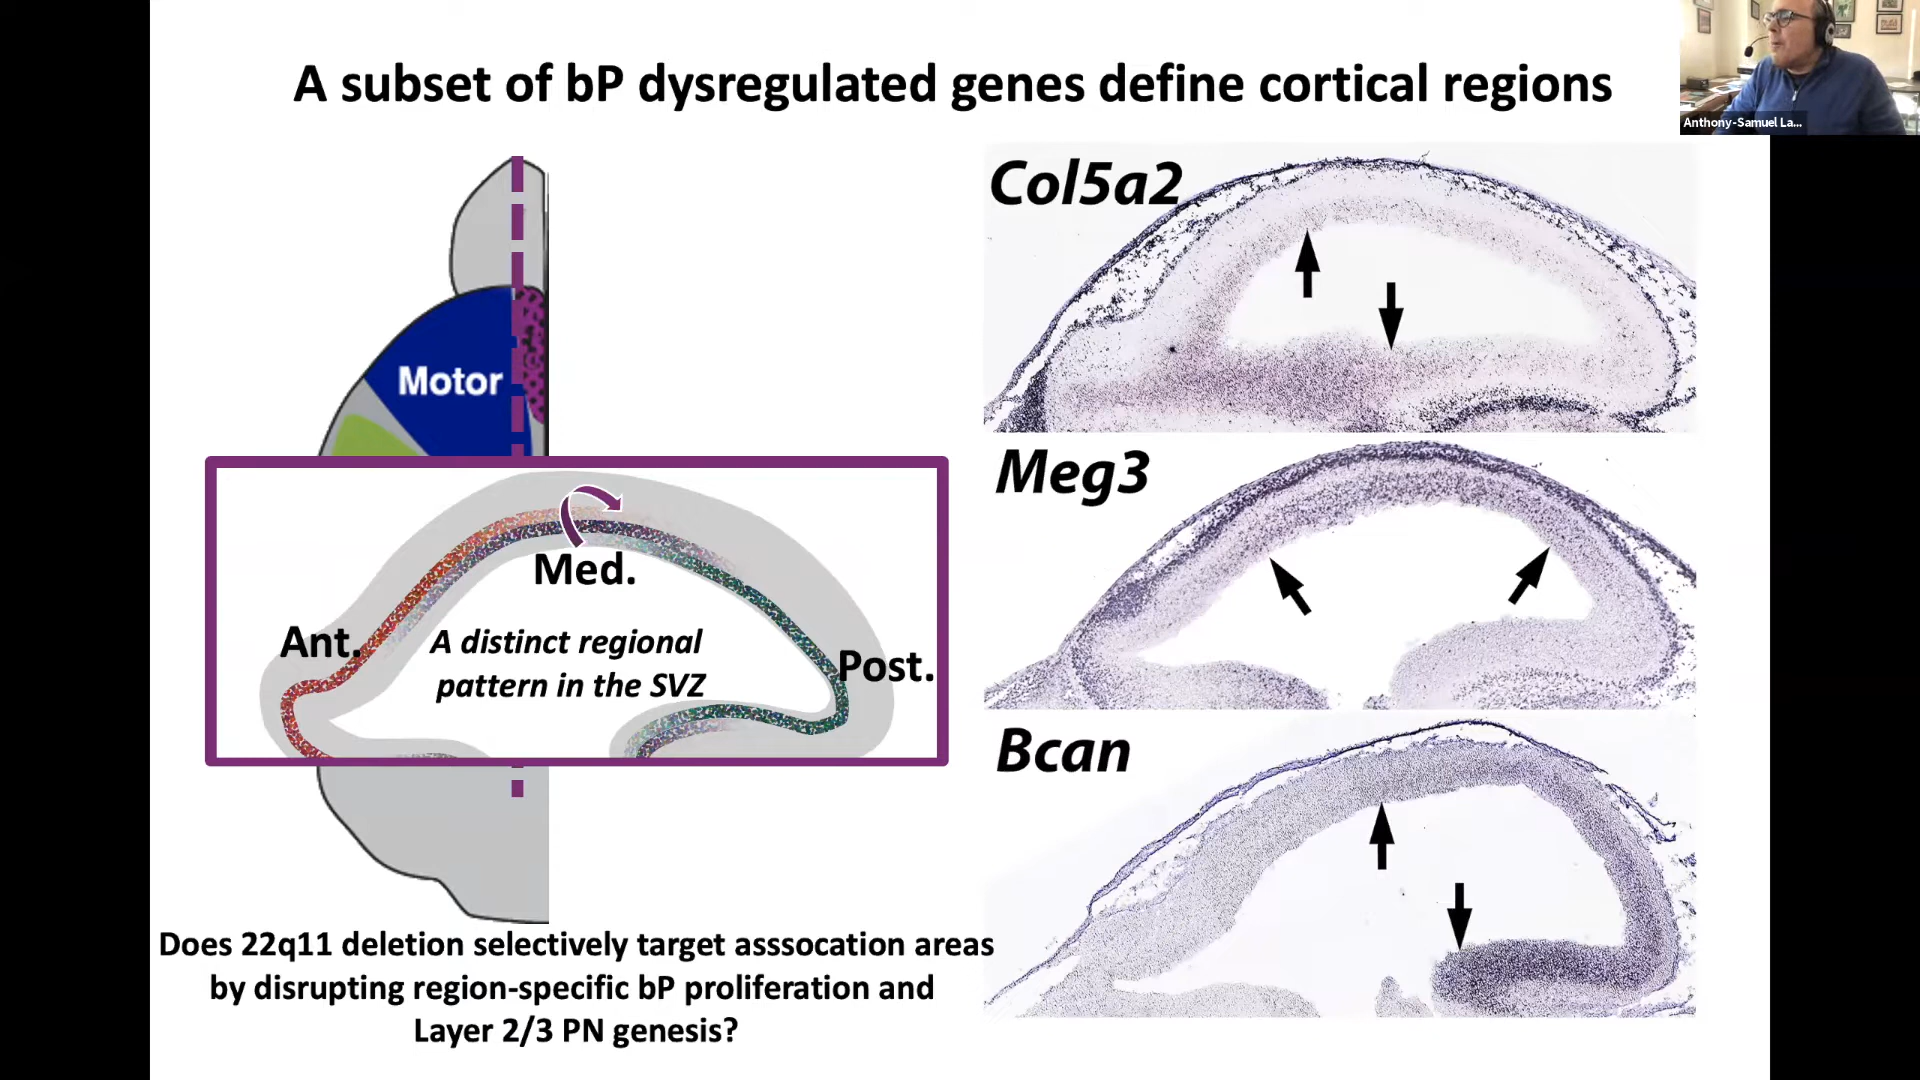 A subset of bP dysregulated genes define cortical regions
Anthony-Samuel La...
Motor
Med.
Ant.
A distinct regional
pattern in the SVZ
Post.
Col5a2
Meg3
Bcan
Does 22q11 deletion selectively target asssocation areas
by disrupting region-specific bP proliferation and
Layer 2/3 PN genesis?